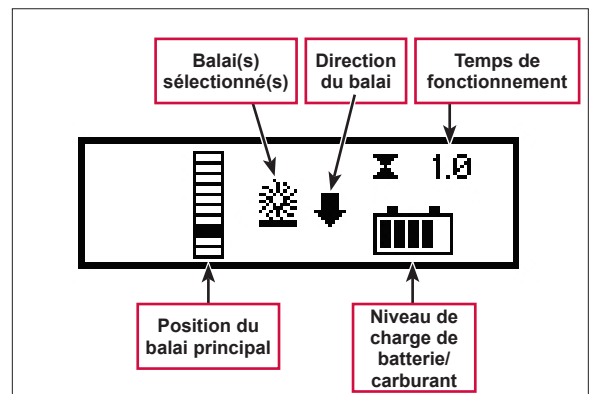 Balai(s)
sélectionné(s)
Direction
du balai
Temps de
fonctionnement
1.0
Position du
balai principal
Niveau de
charge de
batterie/
carburant